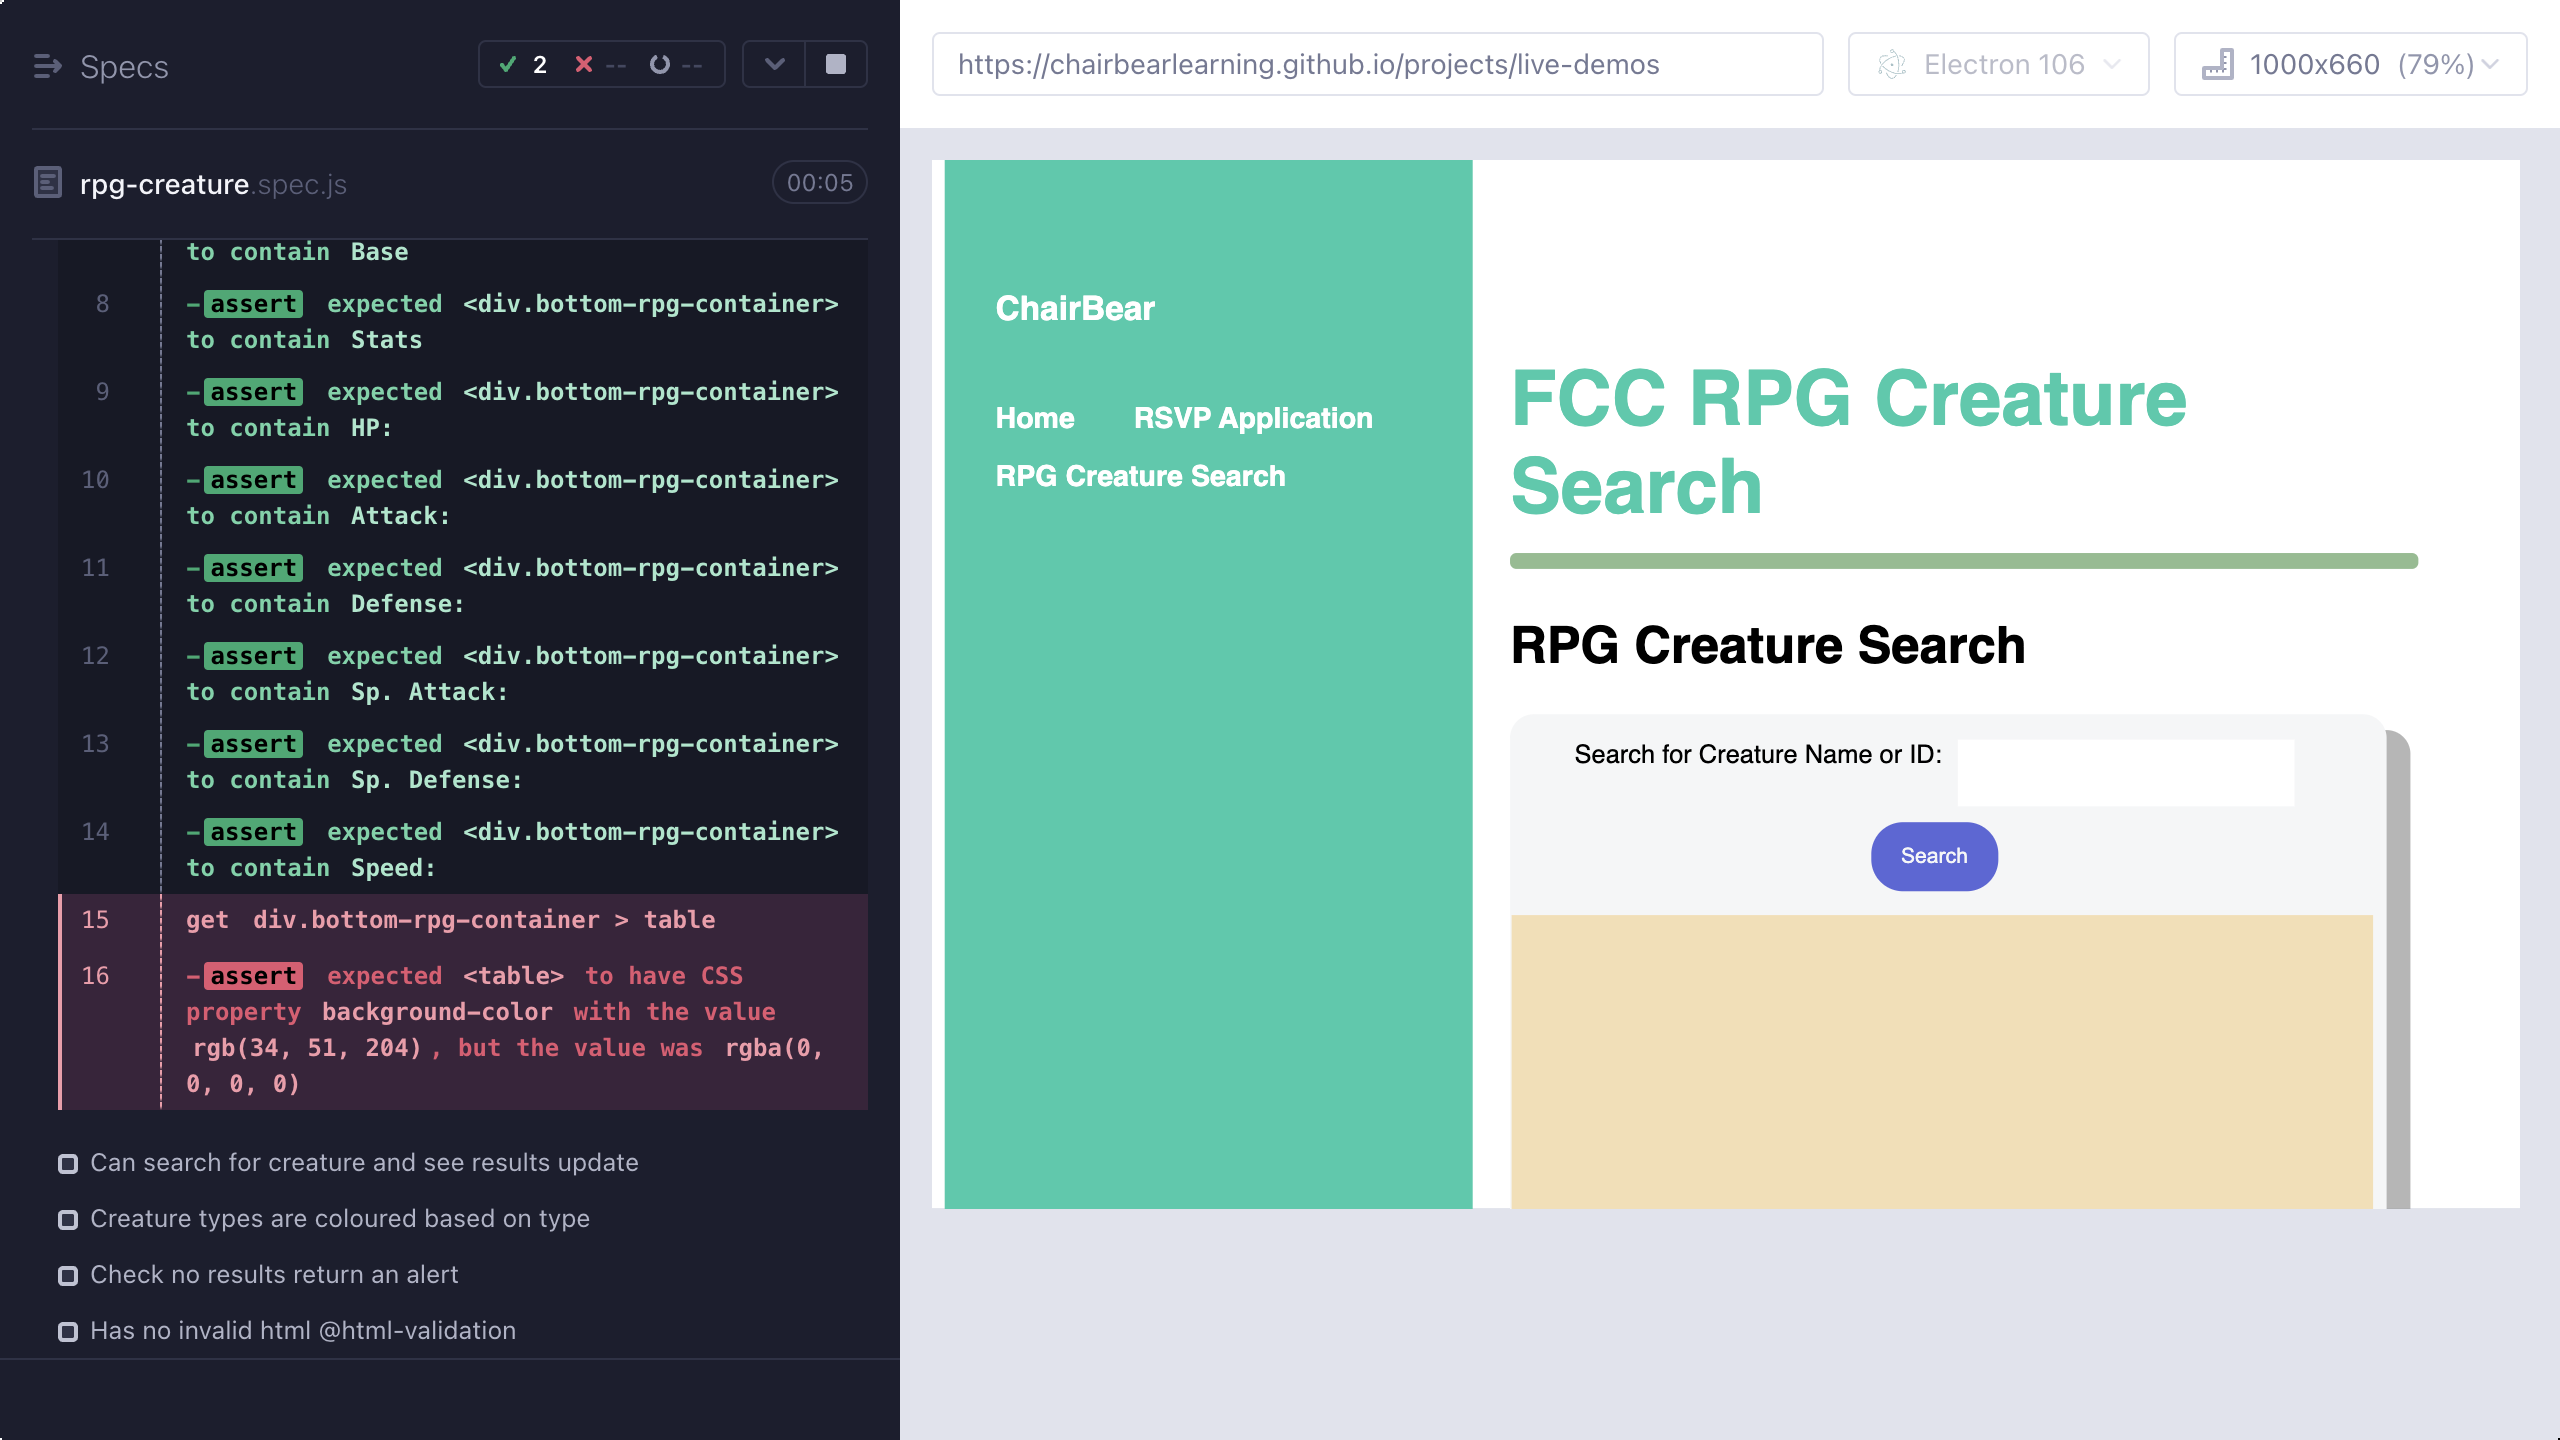 Specs
2 -- --
rpg-creature.spec.js
00:05
to contain Base
8 -assert expected <div.bottom-rpg-container>
to contain Stats
9 -assert expected <div.bottom-rpg-container>
to contain HP:
10 -assert expected <div.bottom-rpg-container>
to contain Attack:
11 -assert expected <div.bottom-rpg-container>
to contain Defense:
12 -assert expected <div.bottom-rpg-container>
to contain Sp. Attack:
13 -assert expected <div.bottom-rpg-container>
to contain Sp. Defense:
14 -assert expected <div.bottom-rpg-container>
to contain Speed:
15 get div.bottom-rpg-container > table
16 -assert expected <table> to have CSS
property background-color with the value
rgb(34, 51, 204), but the value was rgba(0,
0, 0, 0)
Can search for creature and see results update
Creature types are coloured based on type
Check no results return an alert
Has no invalid html @html-validation
https://chairbearlearning.github.io/projects/live-demos
Electron 106
1000x660 (79%)
ChairBear
Home RSVP Application
RPG Creature Search
FCC RPG Creature
Search
RPG Creature Search
Search for Creature Name or ID:
Search